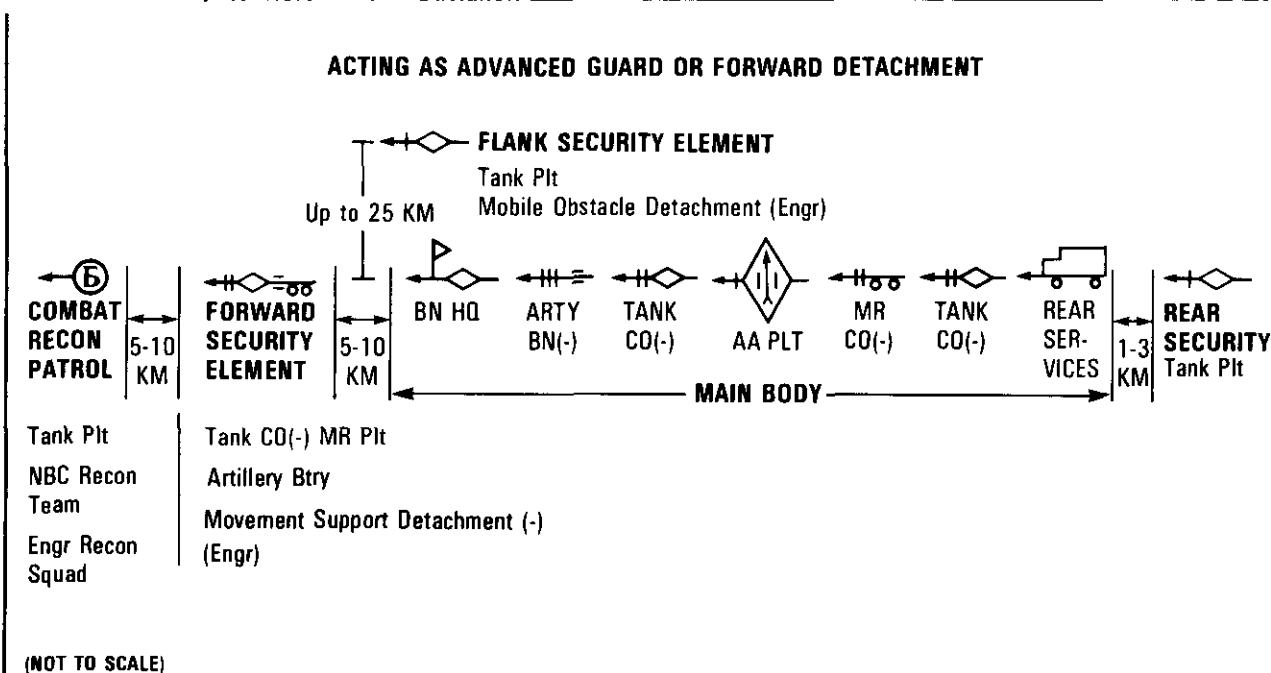 ACTING AS ADVANCED GUARD OR FORWARD DETACHMENT
FLANK SECURITY ELEMENT
Tank Plt
Mobile Obstacle Detachment (Engr)
Up to 25 KM
Б
COMBAT RECON PATROL
5-10 KM
FORWARD SECURITY ELEMENT
5-10 KM
BN HQ
ARTY BN(-)
TANK CO(-)
AA PLT
MR CO(-)
TANK CO(-)
REAR SER-VICES
1-3 KM
REAR SECURITY
Tank Plt
MAIN BODY
Tank Plt
NBC Recon Team
Engr Recon Squad
Tank CO(-) MR Plt
Artillery Btry
Movement Support Detachment (-)
(Engr)
(NOT TO SCALE)